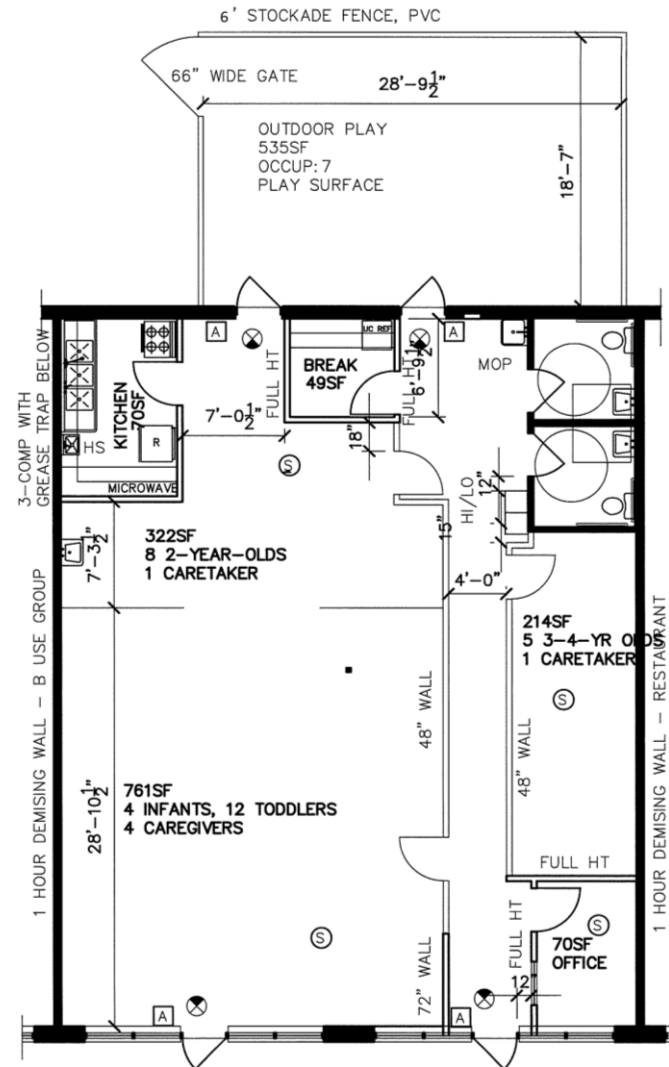 6' STOCKADE FENCE, PVC
66" WIDE GATE
28'-9½"
OUTDOOR PLAY
535SF
OCCUP: 7
PLAY SURFACE
18'-7"
3-COMP WITH
GREASE TRAP BELOW
KITCHEN
70SF
HS
R
MICROWAVE
A
7'-0½"
FULL HT
UC REF
BREAK
49SF
18"
FULL HT
6'-9½"
A
MOP
HI/LO
12"
15"
4'-0"
S
7'-3½"
322SF
8 2-YEAR-OLDS
1 CARETAKER
214SF
5 3-4-YR OLDS
1 CARETAKER
S
48" WALL
48" WALL
FULL HT
1 HOUR DEMISING WALL – B USE GROUP
1 HOUR DEMISING WALL – RESTAURANT
28'-10½"
761SF
4 INFANTS, 12 TODDLERS
4 CAREGIVERS
S
72" WALL
FULL HT
S
70SF
OFFICE
12"
A
A